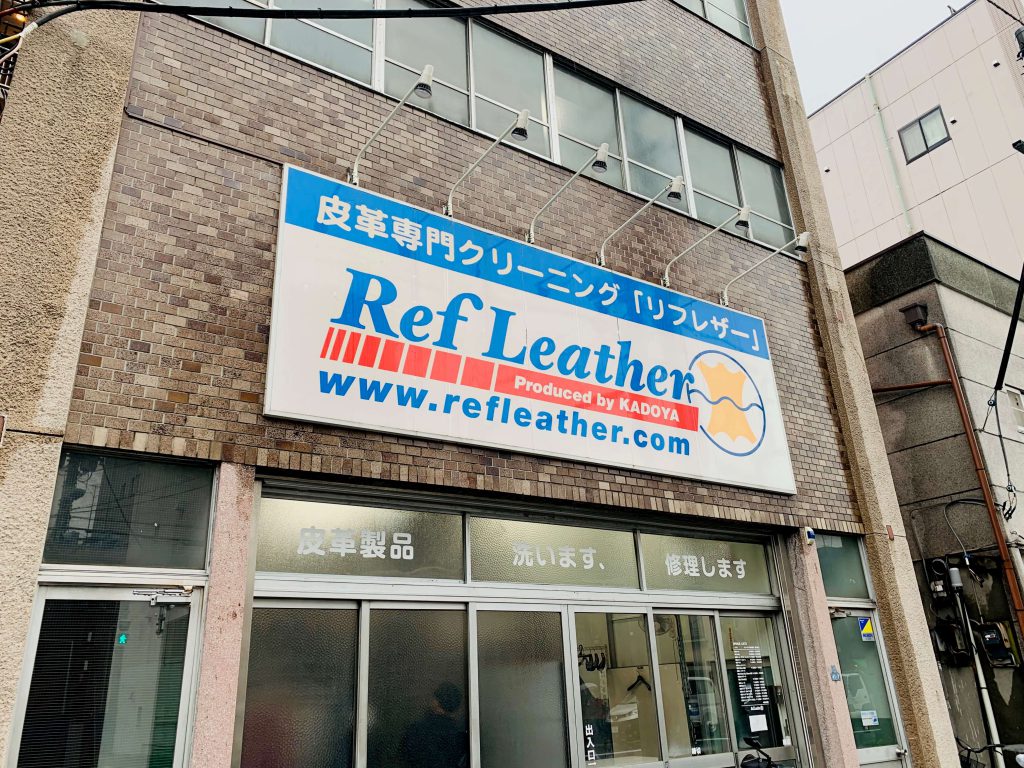 皮革専門クリーニング「リフレザー」
Ref Leather
Produced by KADOYA
www.refleather.com
皮革製品 洗います、 修理します
出入口